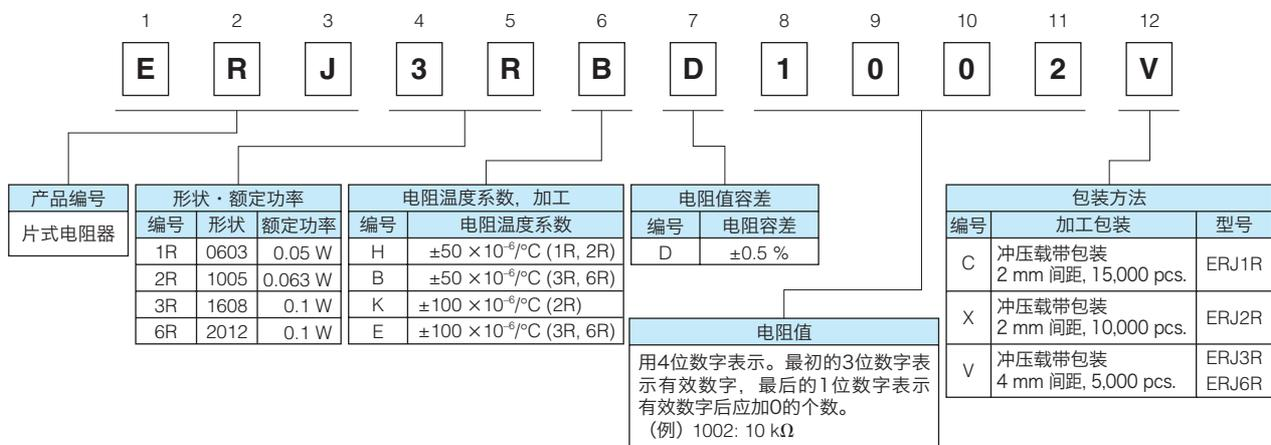 1 2 3 4 5 6 7 8 9 10 11 12
E R J 3 R B D 1 0 0 2 V
产品编号
片式电阻器
形状・额定功率
编号 形状 额定功率
1R 0603 0.05 W
2R 1005 0.063 W
3R 1608 0.1 W
6R 2012 0.1 W
电阻温度系数，加工
编号 电阻温度系数
H ±50 ×10⁻⁶/°C (1R, 2R)
B ±50 ×10⁻⁶/°C (3R, 6R)
K ±100 ×10⁻⁶/°C (2R)
E ±100 ×10⁻⁶/°C (3R, 6R)
电阻值容差
编号 电阻容差
D ±0.5 %
电阻值
用4位数字表示。最初的3位数字表
示有效数字，最后的1位数字表示
有效数字后应加0的个数。
（例）1002: 10 kΩ
包装方法
编号 加工包装 型号
C 冲压载带包装 ERJ1R
2 mm 间距, 15,000 pcs.
X 冲压载带包装 ERJ2R
2 mm 间距, 10,000 pcs.
V 冲压载带包装 ERJ3R
4 mm 间距, 5,000 pcs. ERJ6R